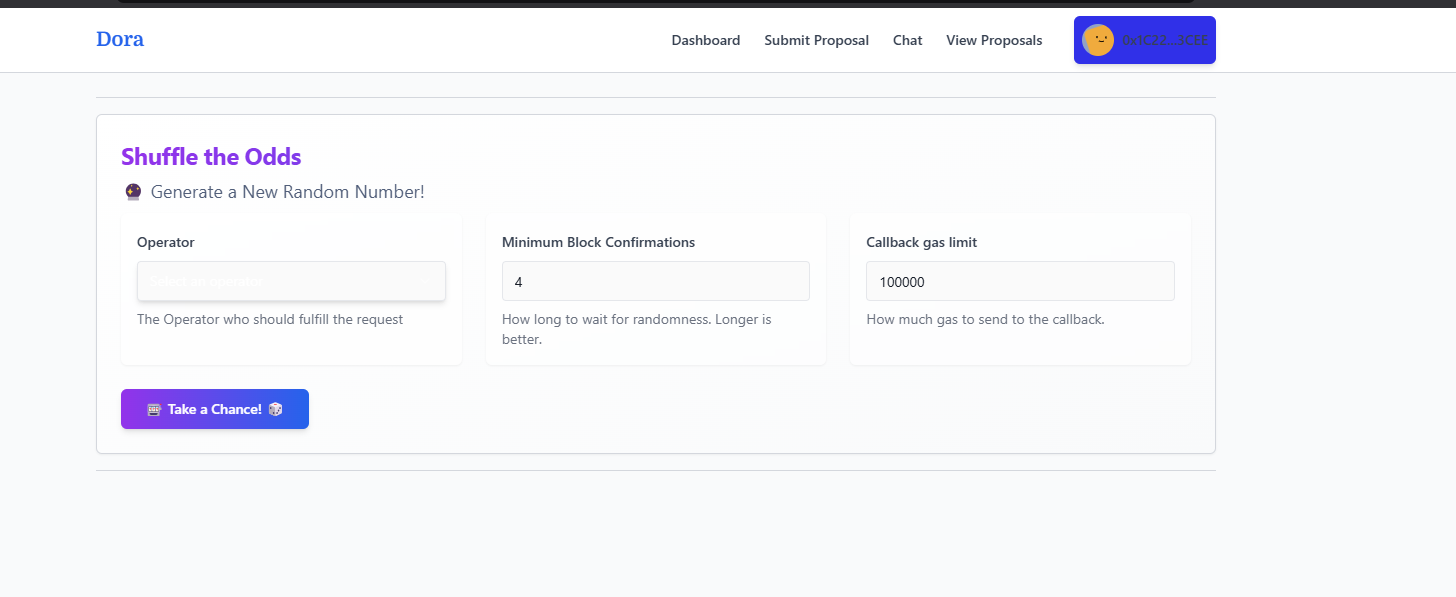 Dora
Dashboard
Submit Proposal
Chat
View Proposals
0x1C22...3CEE
Shuffle the Odds
Generate a New Random Number!
Operator
Select an operator
The Operator who should fulfill the request
Minimum Block Confirmations
4
How long to wait for randomness. Longer is
better.
Callback gas limit
100000
How much gas to send to the callback.
Take a Chance!